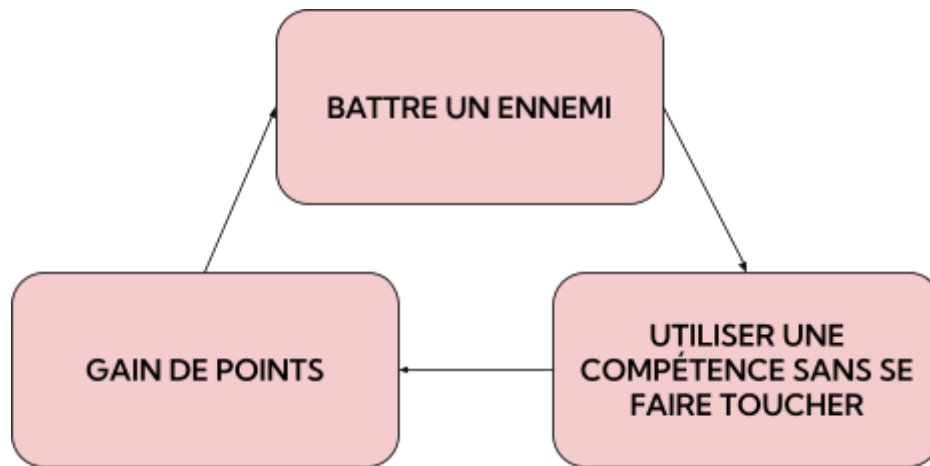 BATTRE UN ENNEMI
GAIN DE POINTS
UTILISER UNE
COMPÉTENCE SANS SE
FAIRE TOUCHER